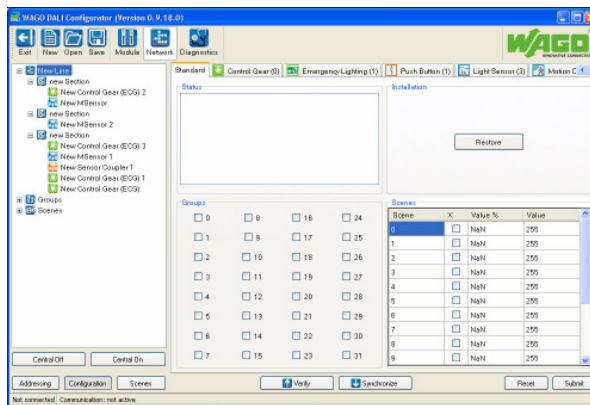 WAGO DALI Configurator (Version 0.9.18.0)
Exit New Open Save Module Network Diagnostics
WAGO
INNOVATIVE CONNECTIONS
New Line
new Section
New Control Gear (ECG) 2
New MSensor
new Section
New MSensor 2
new Section
New Control Gear (ECG) 3
New MSensor 1
New Sensor Coupler 1
New Control Gear (ECG) 1
New Control Gear (ECG)
Groups
Scenes
Central Off Central On
Addressing Configuration Scenes
Standard Control Gear (0) Emergency Lighting (1) Push Button (1) Light Sensor (3) Motion D
Status
Installation
Restore
Groups
0 8 16 24
1 9 17 25
2 10 18 26
3 11 19 27
4 12 20 28
5 13 21 29
6 14 22 30
7 15 23 31
Scenes
Scene X Value % Value
0 NaN 255
1 NaN 255
2 NaN 255
3 NaN 255
4 NaN 255
5 NaN 255
6 NaN 255
7 NaN 255
8 NaN 255
9 NaN 255
Verify Synchronize Reset Submit
Not connected Communication: not active